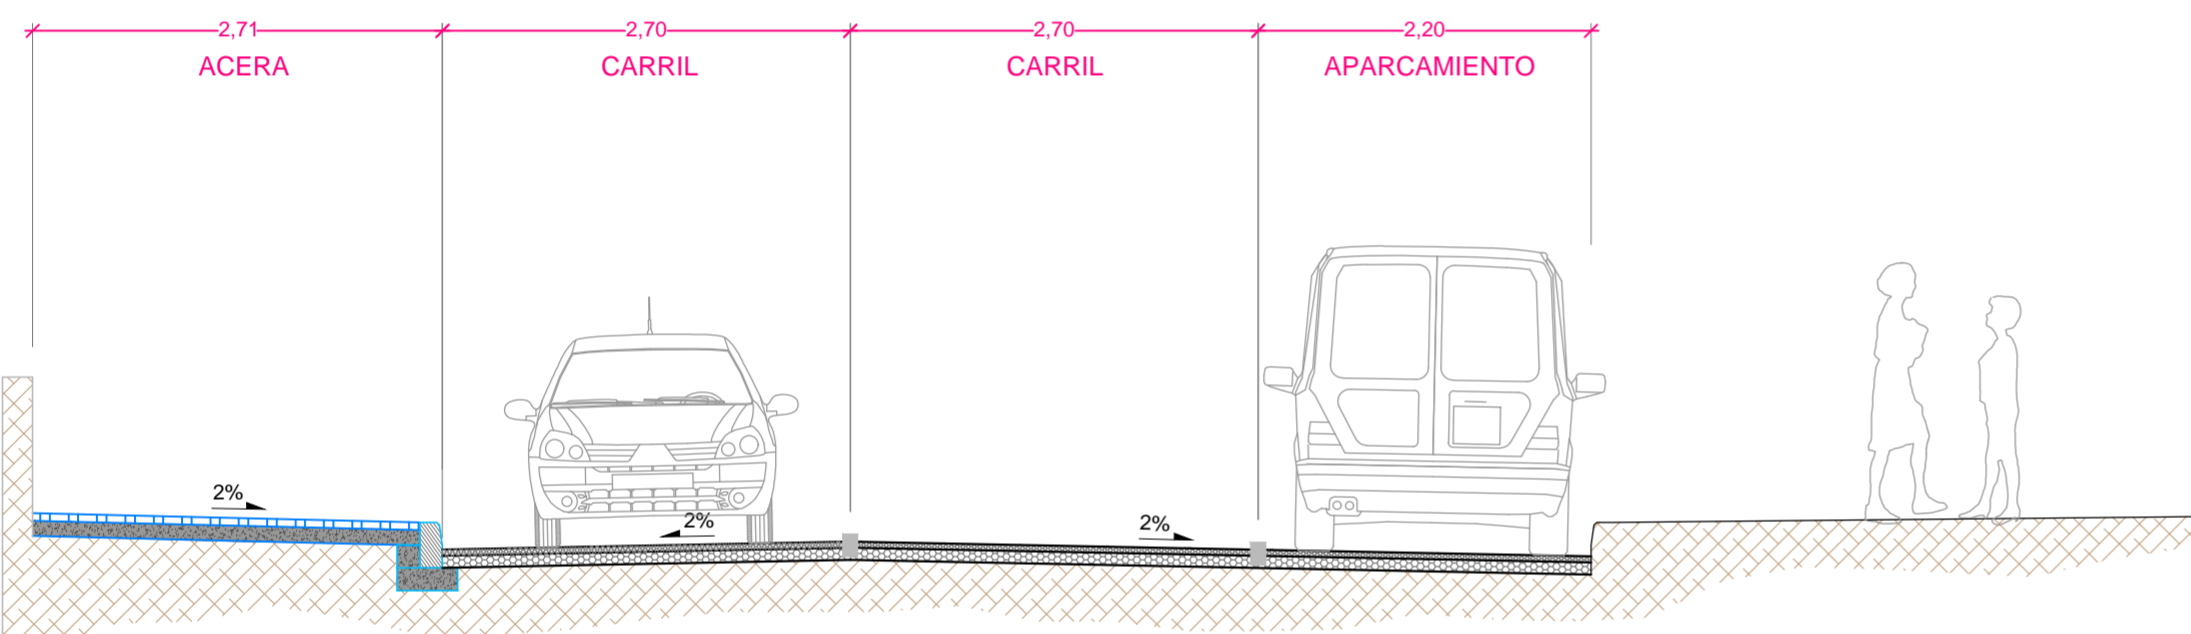 2,71 2,70 2,70 2,20
ACERA CARRIL CARRIL APARCAMIENTO
2%
2%
2%